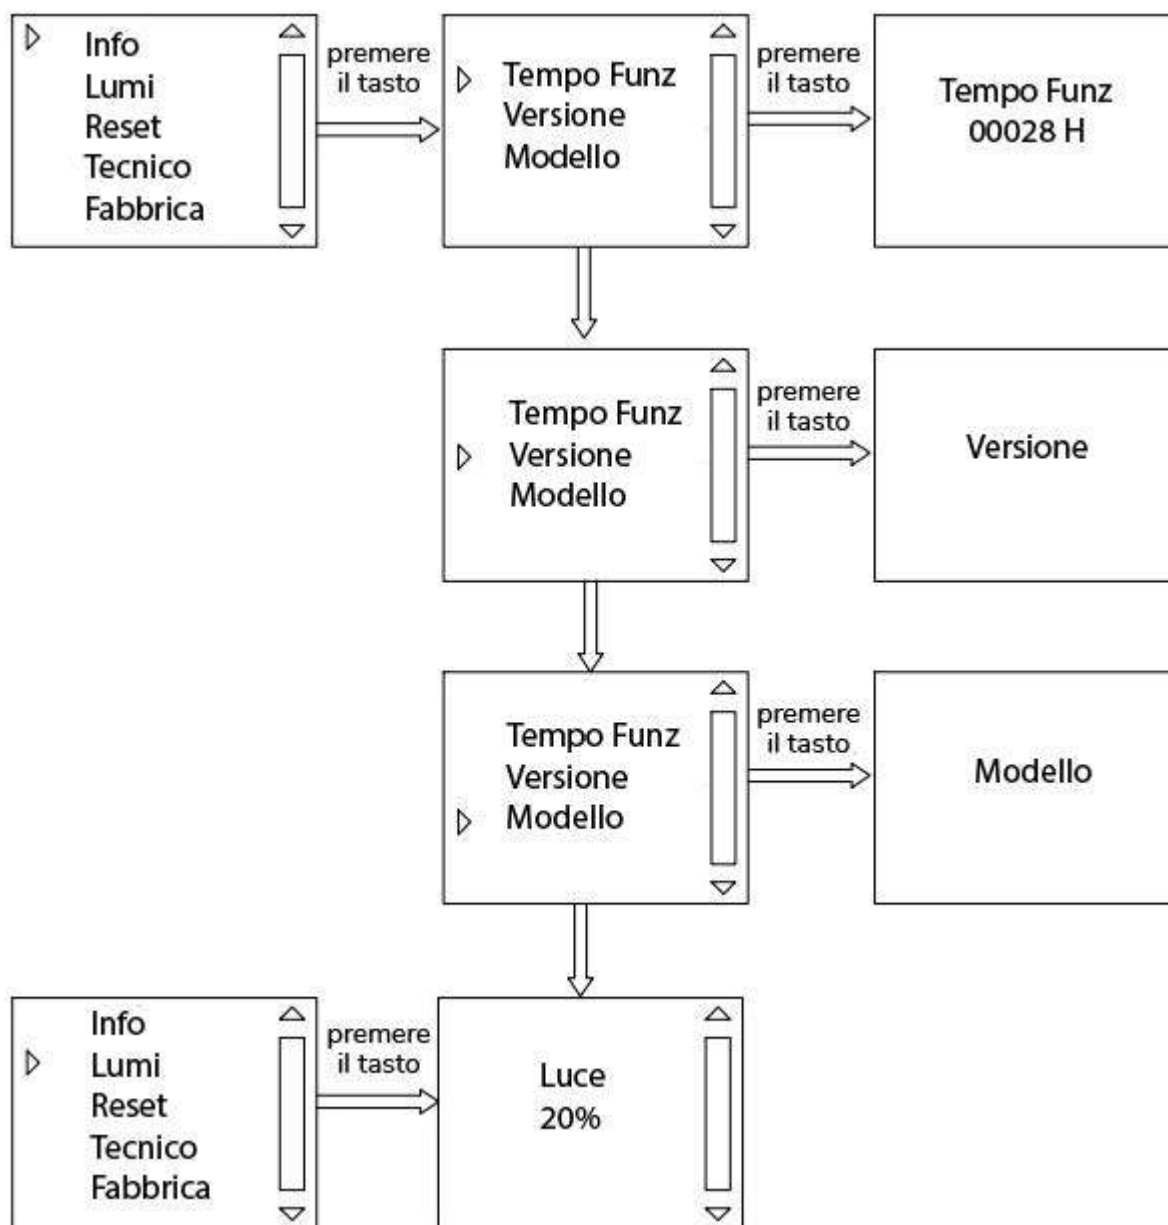 Info
Lumi
Reset
Tecnico
Fabbrica
premere
il tasto
Tempo Funz
Versione
Modello
premere
il tasto
Tempo Funz
00028 H
Tempo Funz
Versione
Modello
premere
il tasto
Versione
Tempo Funz
Versione
Modello
premere
il tasto
Modello
Info
Lumi
Reset
Tecnico
Fabbrica
premere
il tasto
Luce
20%